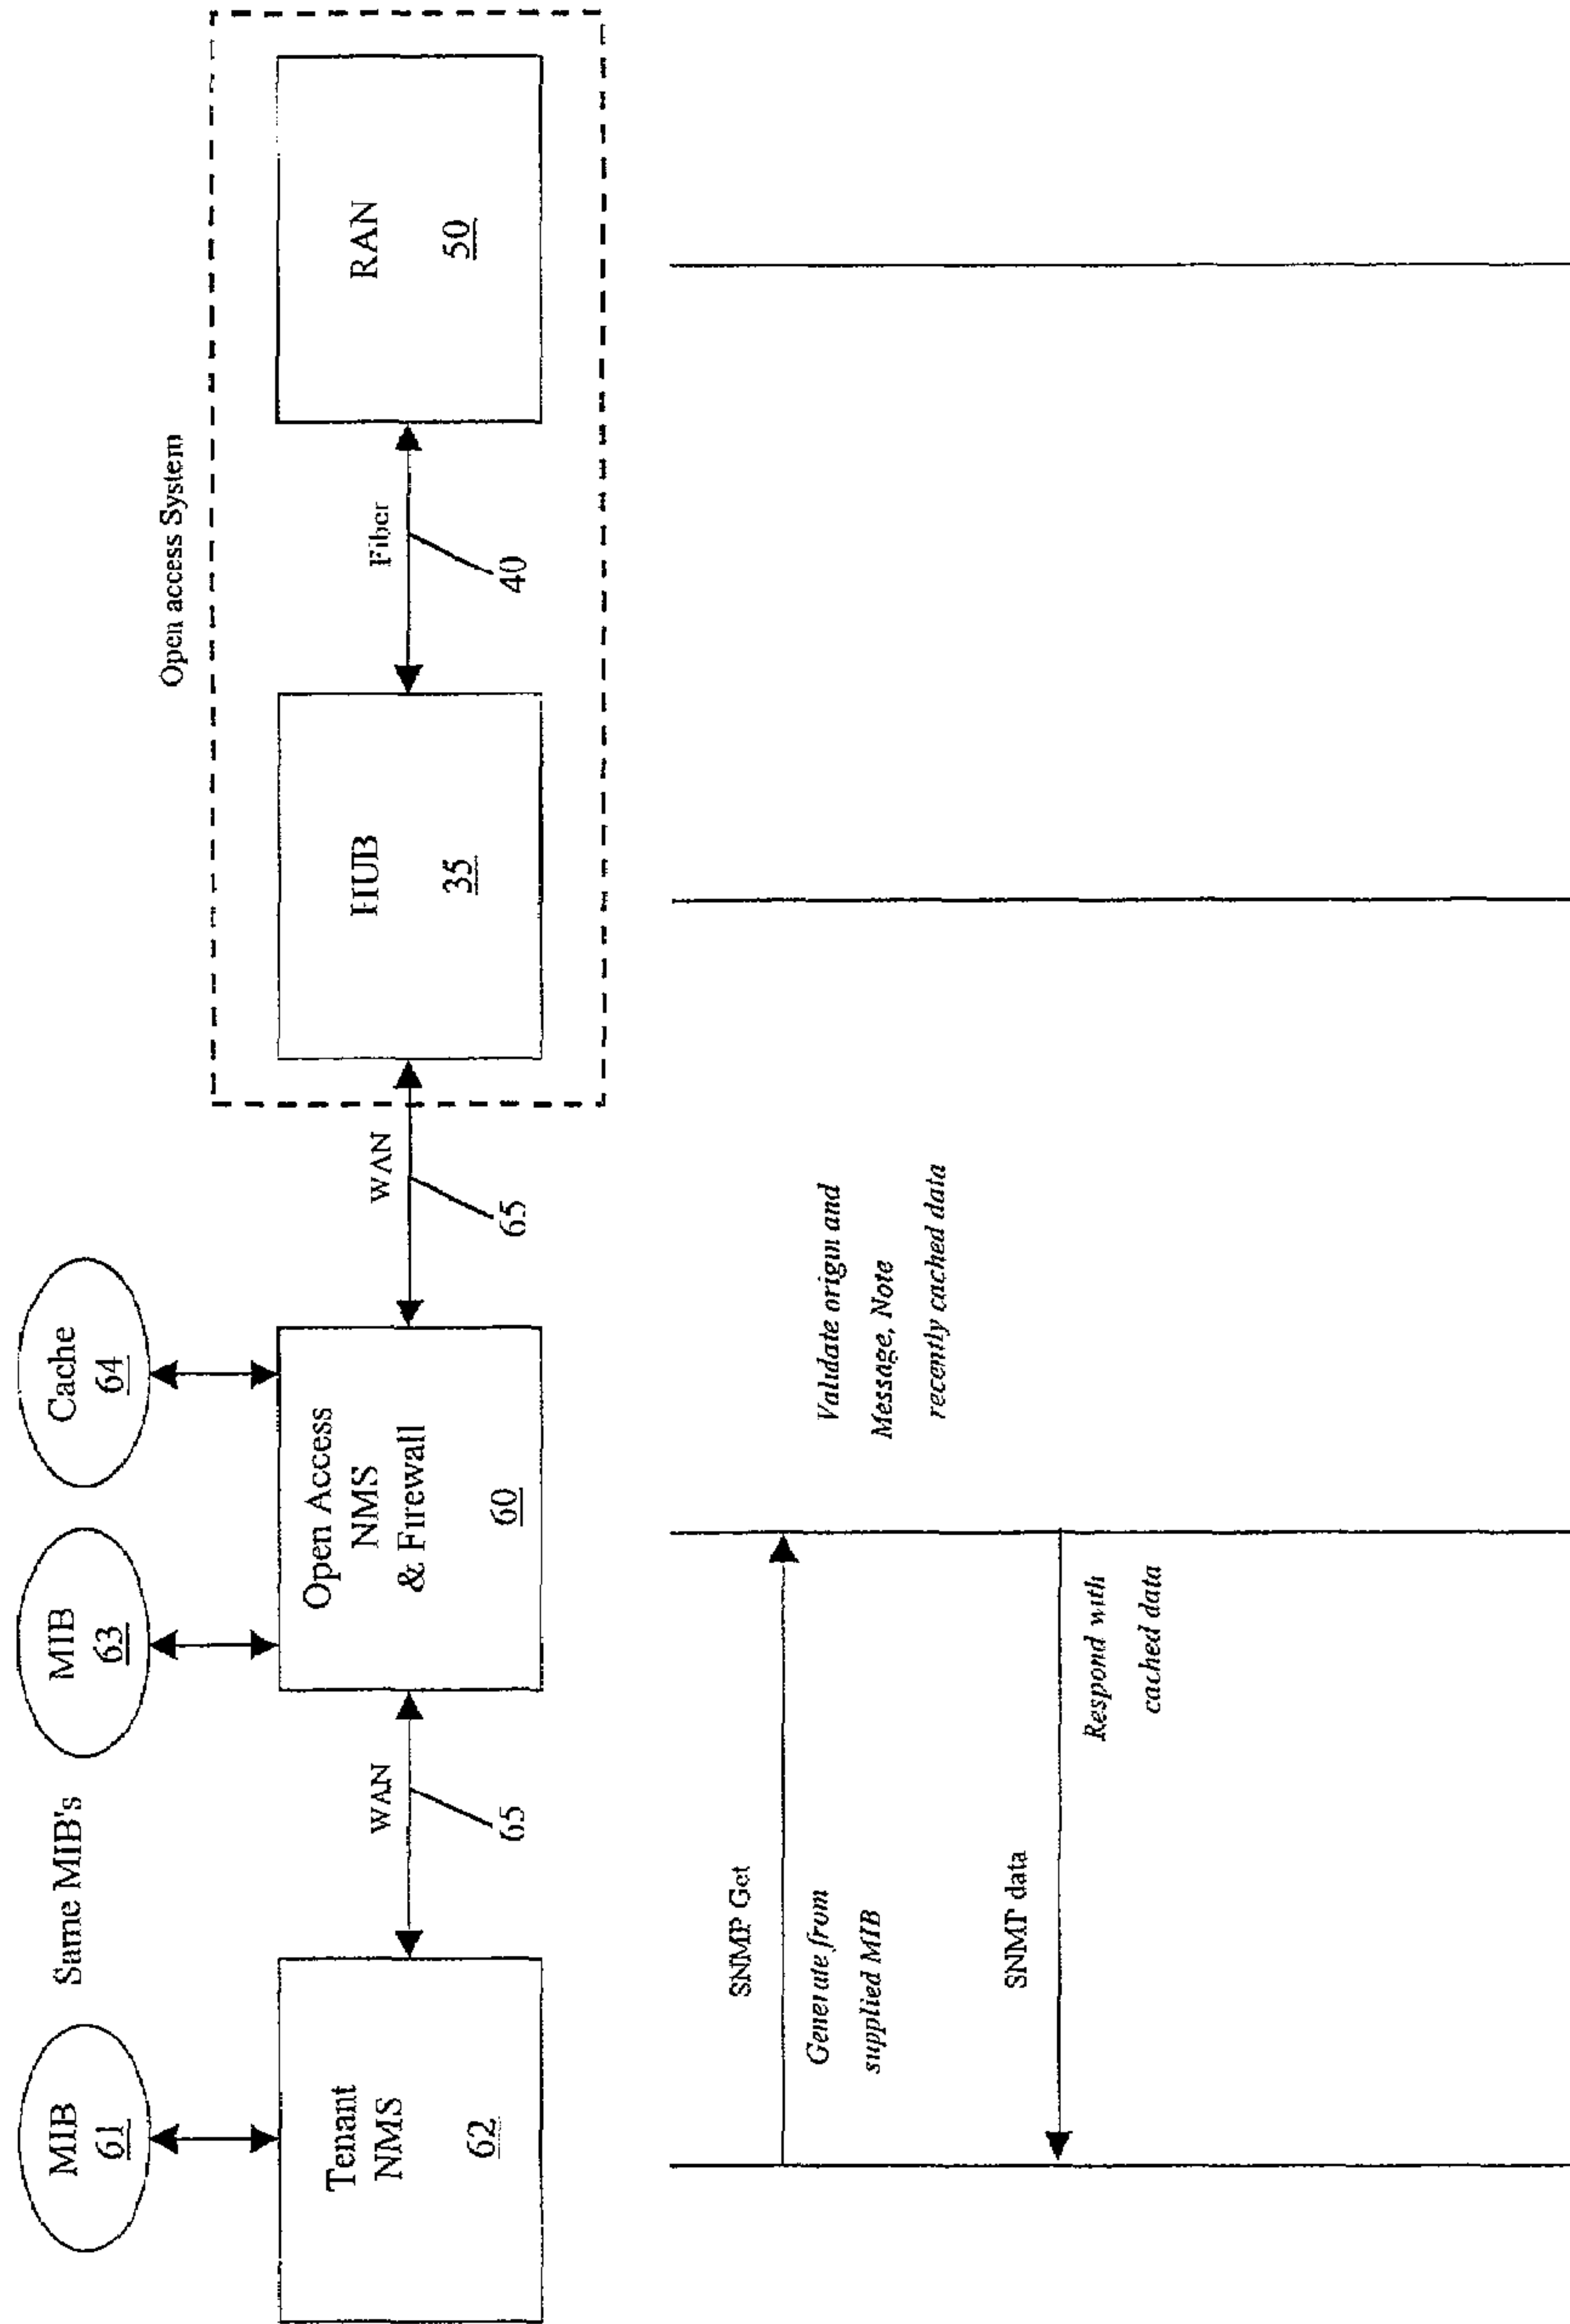 Open access System
MIB
61
Same MIB's
MIB
63
Cache
64
Tenant
NMS
62
WAN
65
Open Access
NMS
& Firewall
60
WAN
65
HUB
35
Fiber
40
RAN
50
SNMP Get
Generate from
supplied MIB
Validate origin and
Message, Note
recently cached data
SNMP data
Respond with
cached data